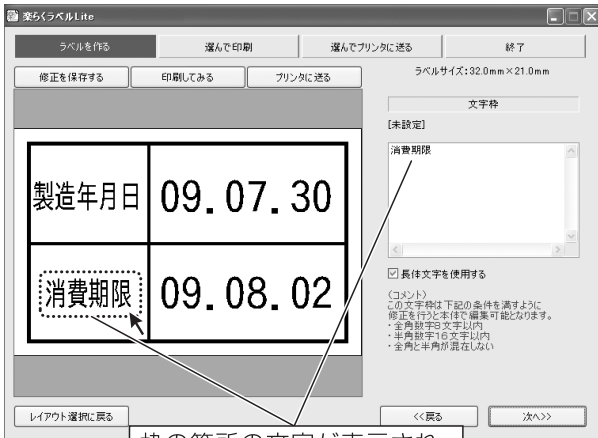 楽らくラベルLite
ラベルを作る
選んで印刷
選んでプリンタに送る
終了
修正を保存する
印刷してみる
プリンタに送る
ラベルサイズ:32.0mm×21.0mm
文字枠
[未設定]
消費期限
製造年月日
09.07.30
消費期限
09.08.02
長体文字を使用する
〈コメント〉
この文字枠は下記の条件を満すように
修正を行うと本体で編集可能となります。
・全角数字8文字以内
・半角数字16文字以内
・全角と半角が混在しない
レイアウト選択に戻る
<<戻る
次へ>>
枠の箇所の文字が表示され